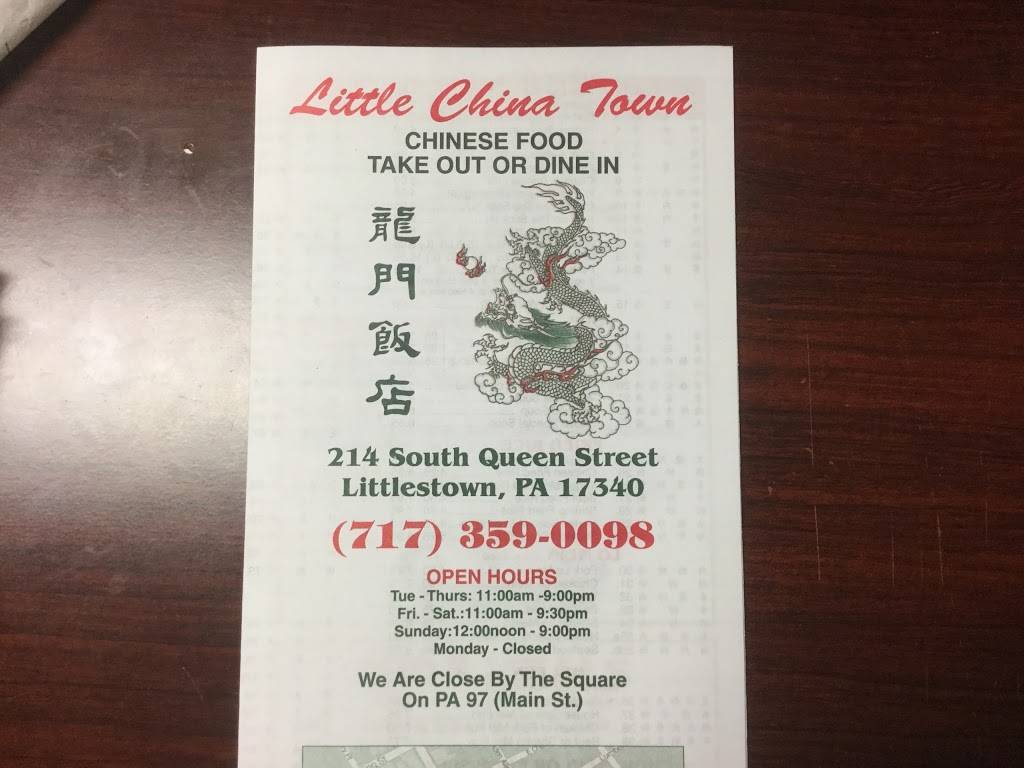 Little China Town
CHINESE FOOD
TAKE OUT OR DINE IN
龍門飯店
214 South Queen Street
Littlestown, PA 17340
(717) 359-0098
OPEN HOURS
Tue - Thurs: 11:00am -9:00pm
Fri. - Sat.:11:00am - 9:30pm
Sunday:12:00noon - 9:00pm
Monday - Closed
We Are Close By The Square
On PA 97 (Main St.)